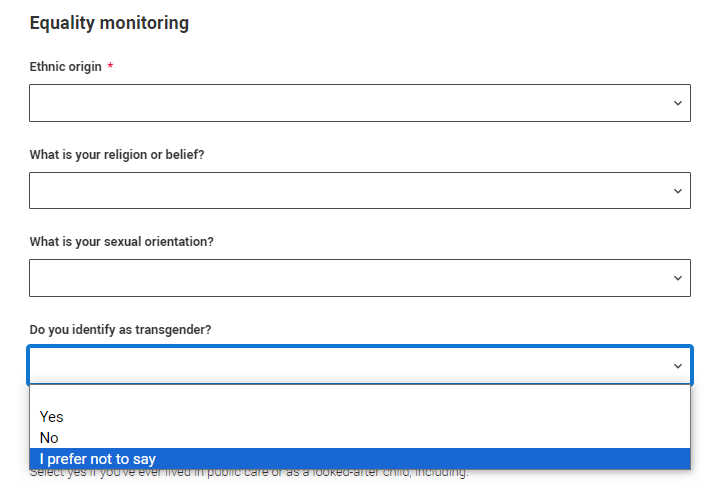 Equality monitoring
Ethnic origin *
What is your religion or belief?
What is your sexual orientation?
Do you identify as transgender?
Yes
No
I prefer not to say
Select yes if you've ever lived in public care or as a looked-after child, including: